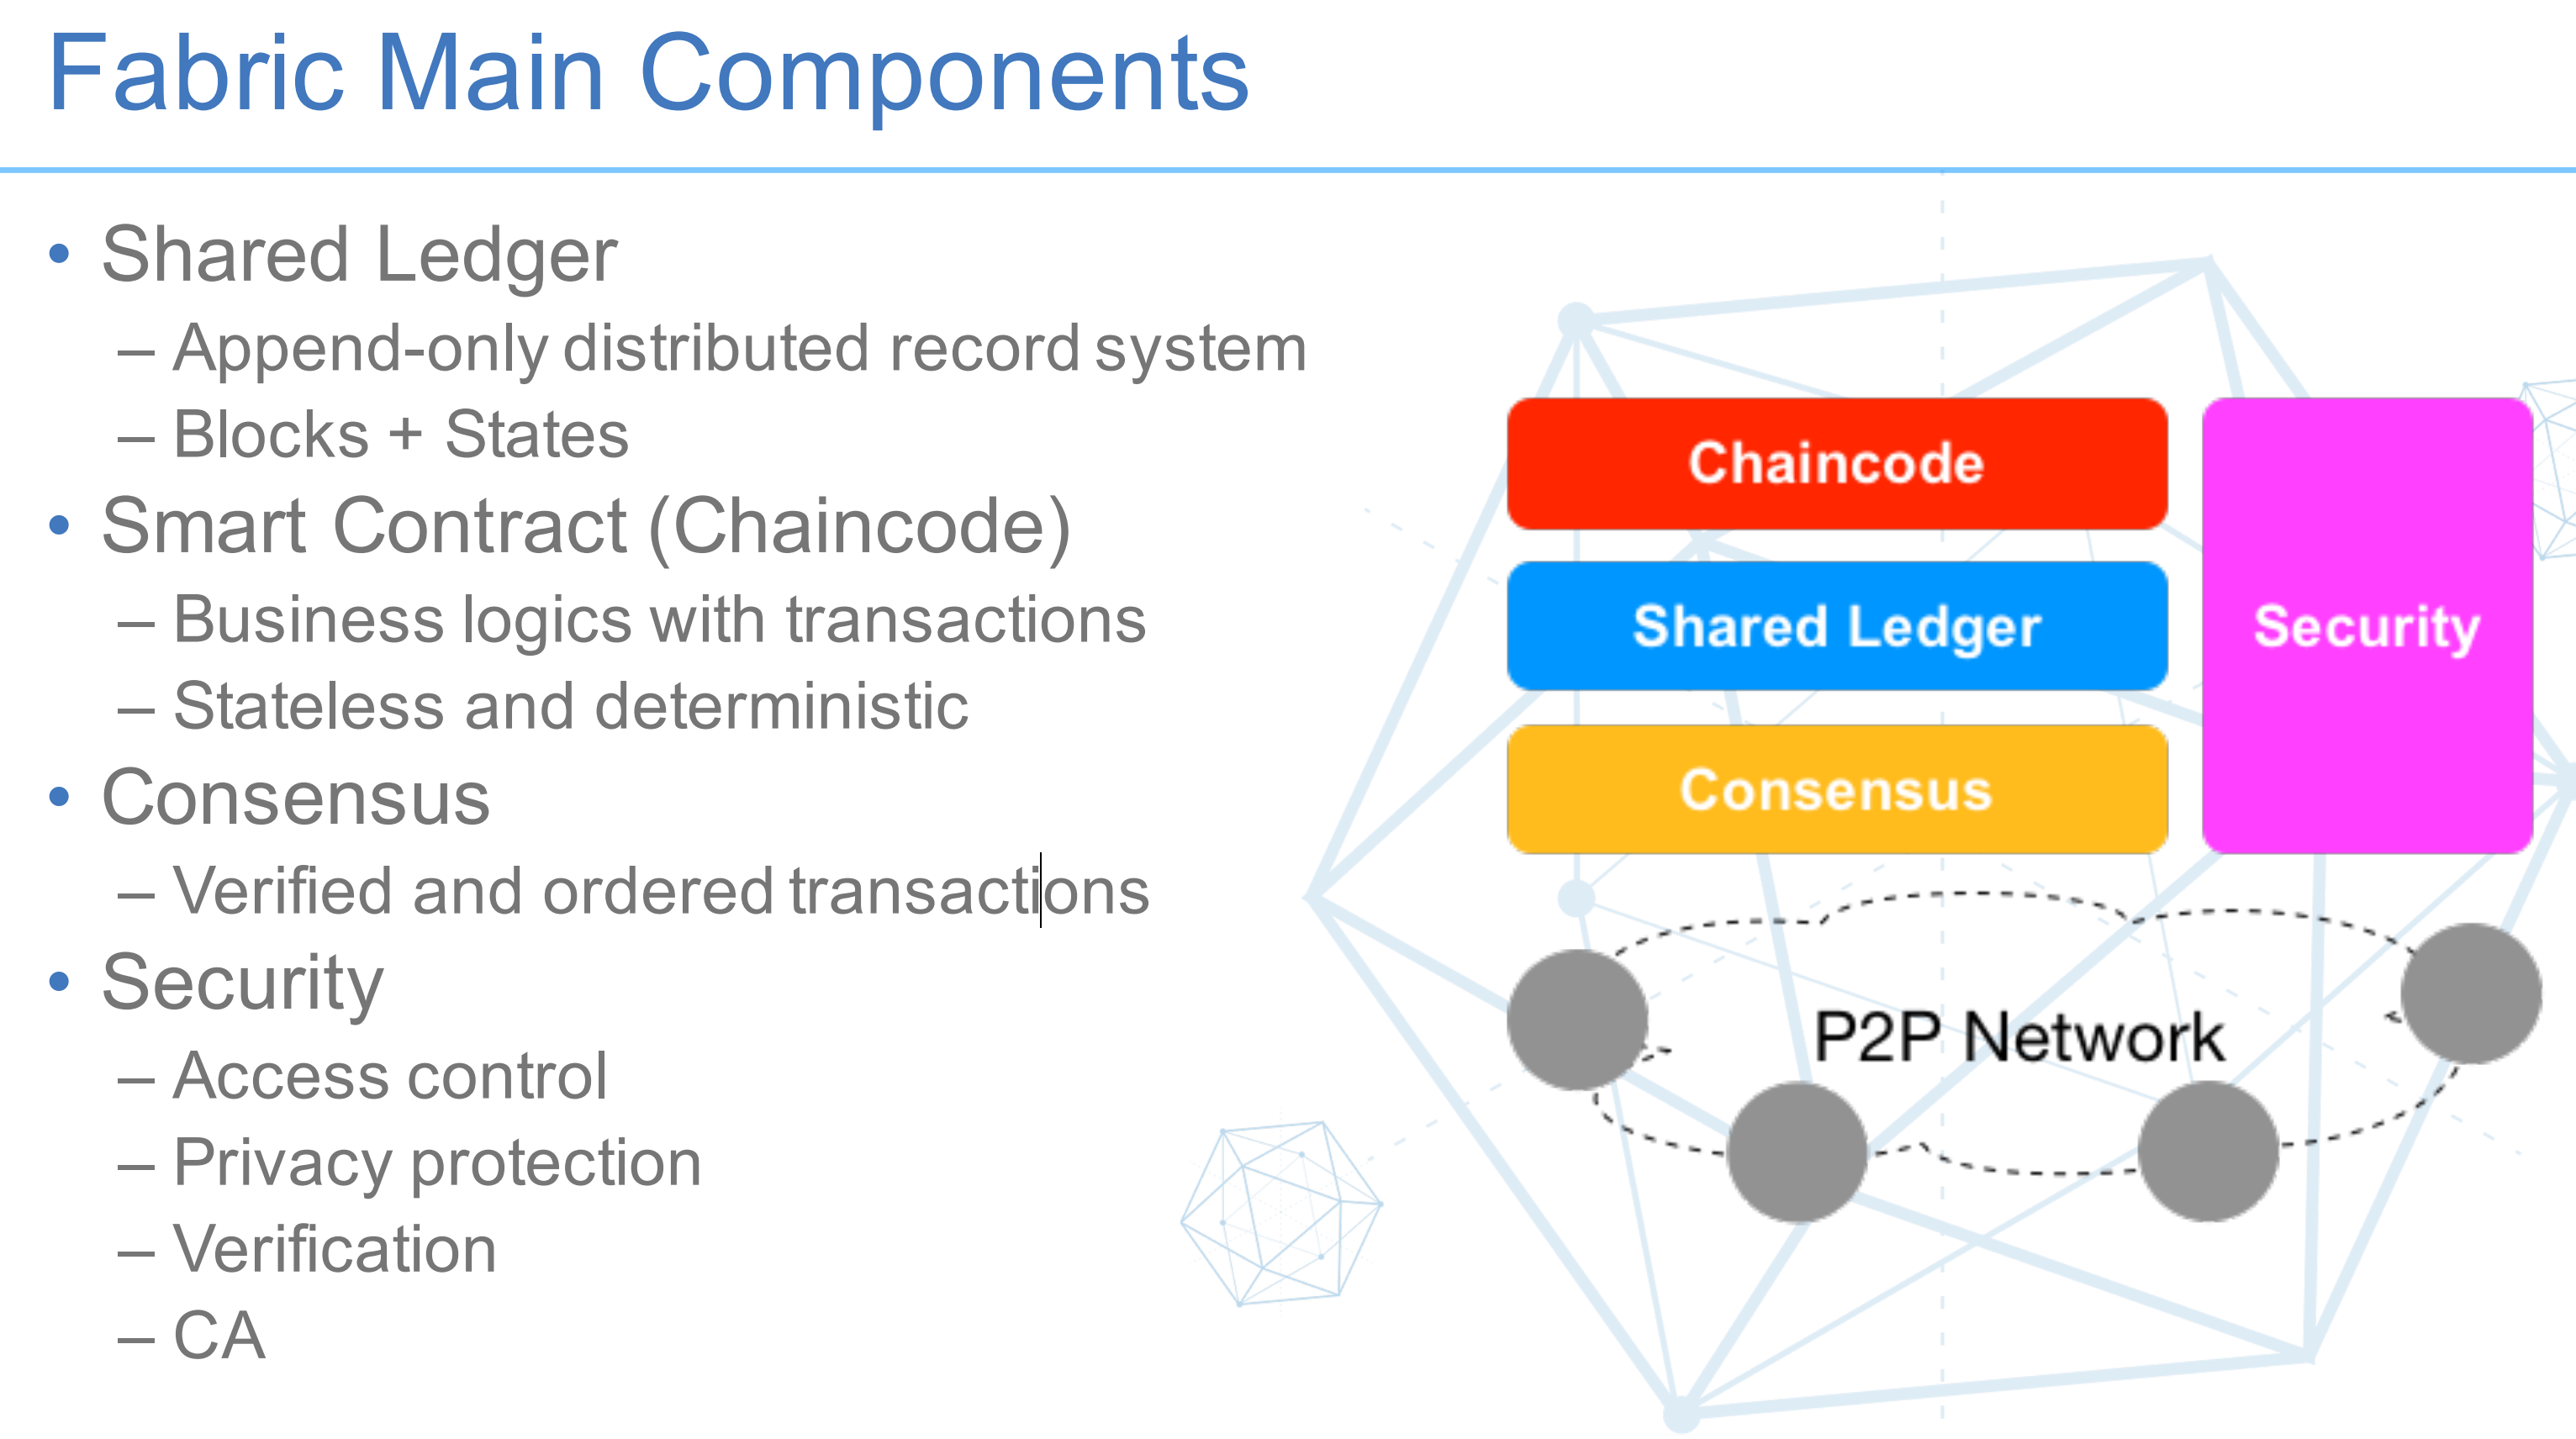 Fabric Main Components
• Shared Ledger
– Append-only distributed record system
– Blocks + States
• Smart Contract (Chaincode)
– Business logics with transactions
– Stateless and deterministic
• Consensus
– Verified and ordered transactions
• Security
– Access control
– Privacy protection
– Verification
– CA
Chaincode
Shared Ledger
Consensus
Security
P2P Network